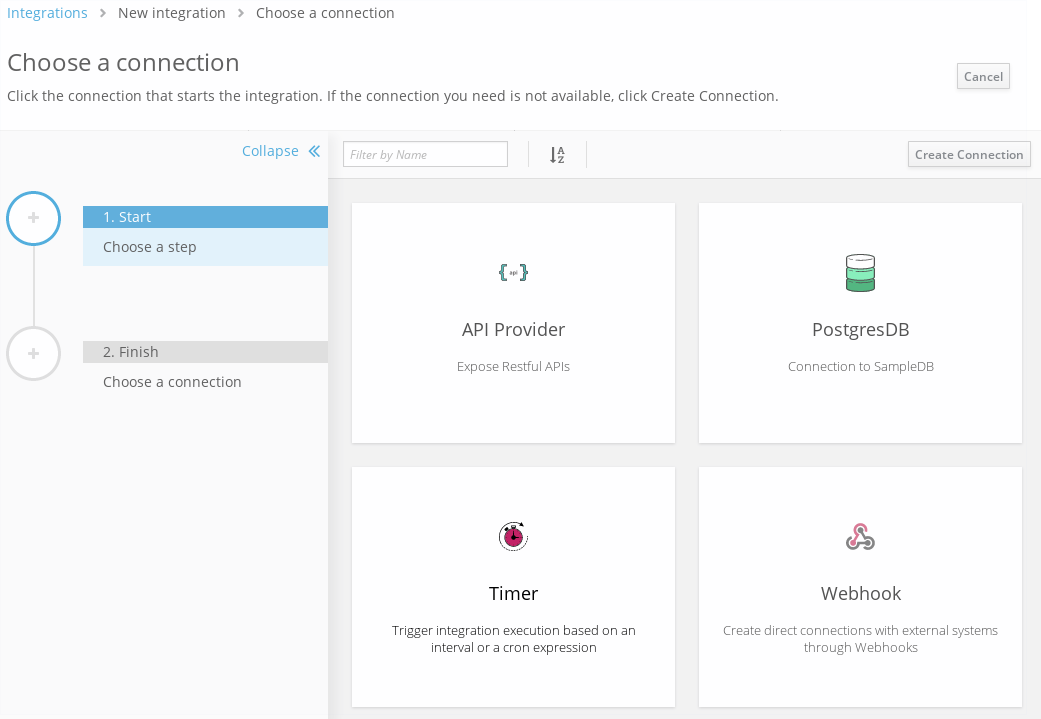 Integrations > New integration > Choose a connection
Choose a connection
Cancel
Click the connection that starts the integration. If the connection you need is not available, click Create Connection.
Collapse
Filter by Name
A
Z
Create Connection
1. Start
Choose a step
2. Finish
Choose a connection
{api}
API Provider
Expose Restful APIs
PostgresDB
Connection to SampleDB
Timer
Trigger integration execution based on an
interval or a cron expression
Webhook
Create direct connections with external systems
through Webhooks